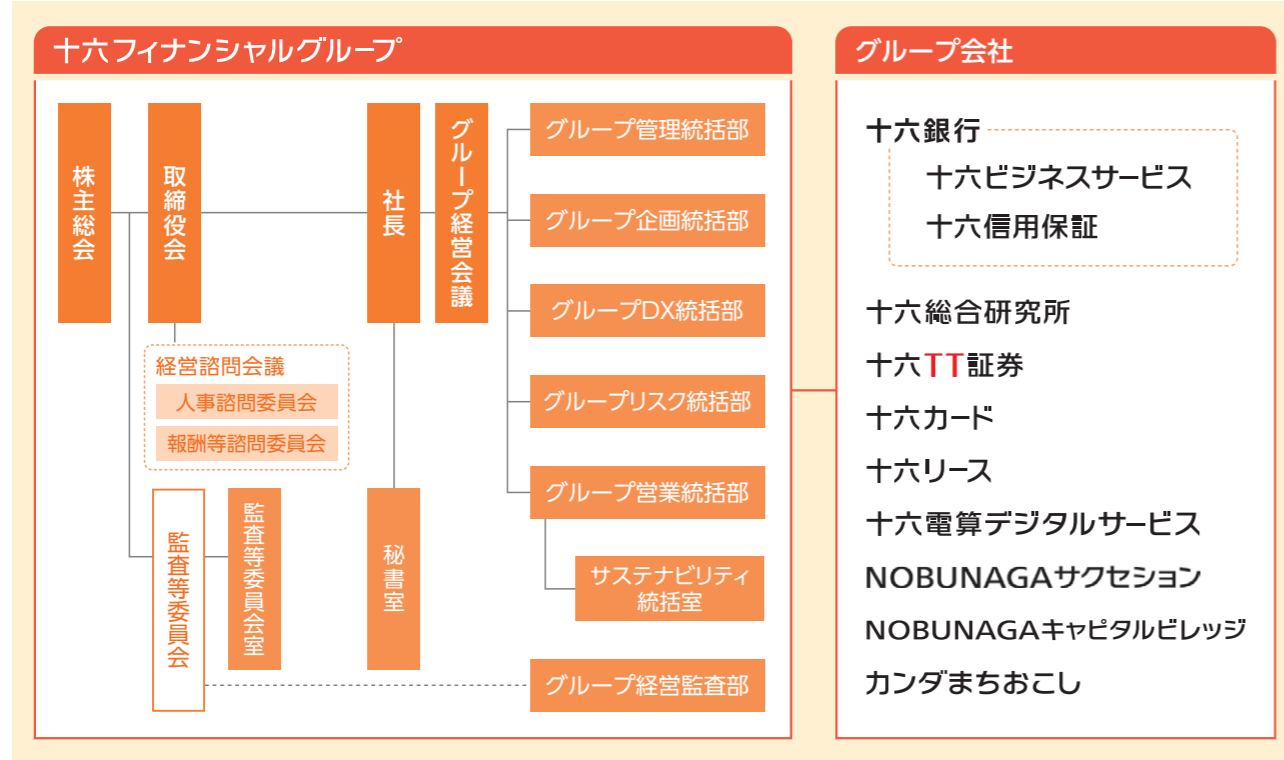 十六フィナンシャルグループ
株主総会
取締役会
社長
グループ経営会議
グループ管理統括部
グループ企画統括部
グループDX統括部
グループリスク統括部
グループ営業統括部
サステナビリティ
統括室
グループ経営監査部
経営諮問会議
人事諮問委員会
報酬等諮問委員会
監査等委員会
監査等委員会室
秘書室
グループ会社
十六銀行
十六ビジネスサービス
十六信用保証
十六総合研究所
十六TT証券
十六カード
十六リース
十六電算デジタルサービス
NOBUNAGAサクセション
NOBUNAGAキャピタルビレッジ
カンダまちおこし